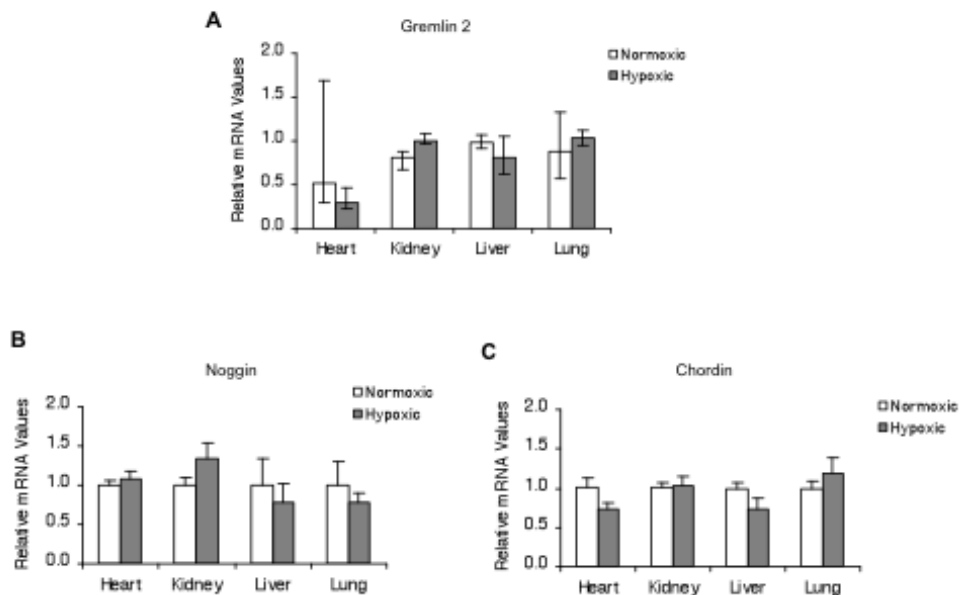 A
Gremlin 2
Normoxic
Hypoxic
Relative mRNA Values
2.0
1.5
1.0
0.5
0.0
Heart Kidney Liver Lung
B
Noggin
Normoxic
Hypoxic
Relative mRNA Values
2.0
1.5
1.0
0.5
0.0
Heart Kidney Liver Lung
C
Chordin
Normoxic
Hypoxic
Relative mRNA Values
2.0
1.5
1.0
0.5
0.0
Heart Kidney Liver Lung